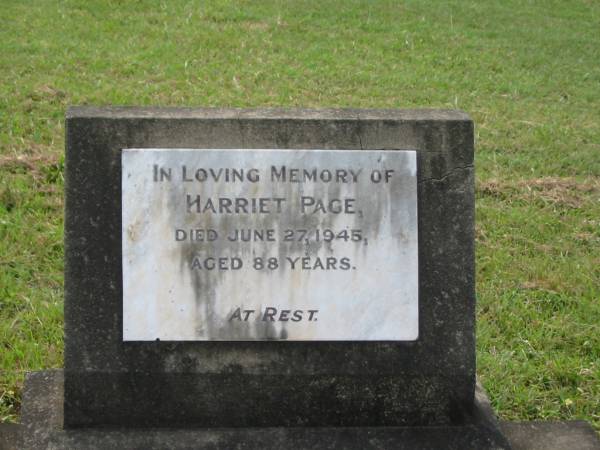 IN LOVING MEMORY OF
HARRIET PAGE,
DIED JUNE 27, 1945,
AGED 88 YEARS.
AT REST.